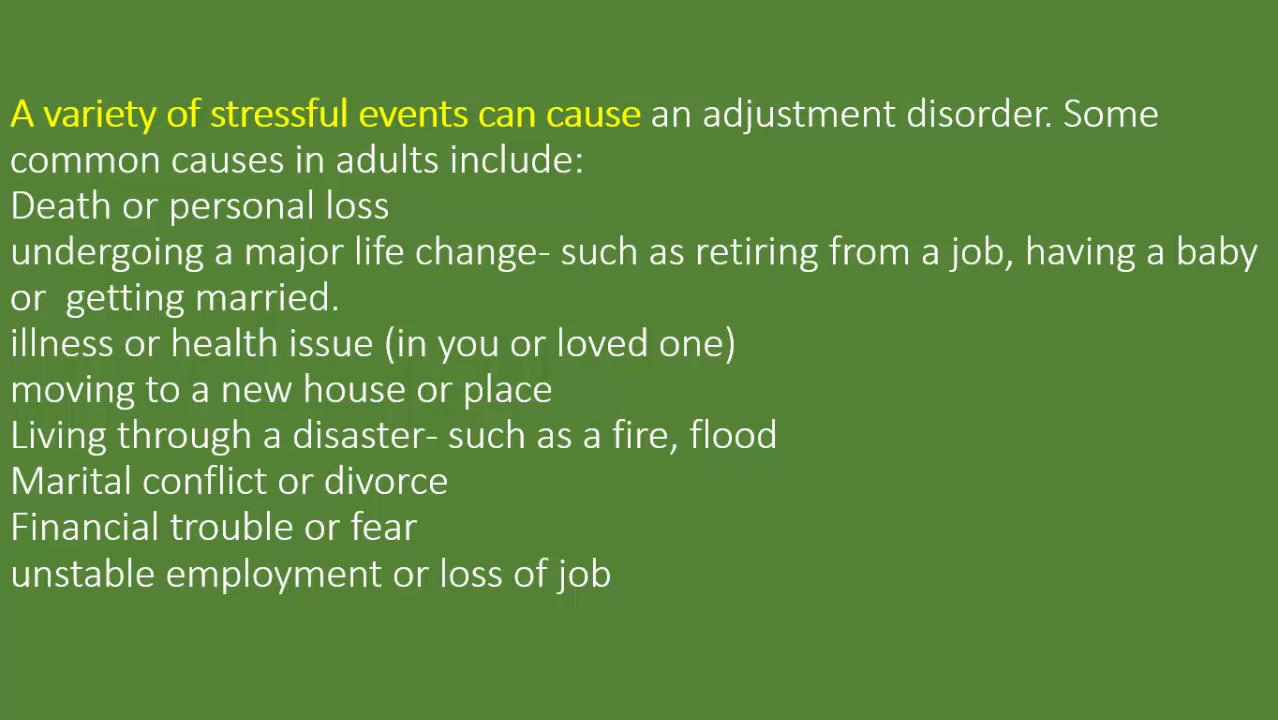 A variety of stressful events can cause an adjustment disorder. Some
common causes in adults include:
Death or personal loss
undergoing a major life change- such as retiring from a job, having a baby
or  getting married.
illness or health issue (in you or loved one)
moving to a new house or place
Living through a disaster- such as a fire, flood
Marital conflict or divorce
Financial trouble or fear
unstable employment or loss of job